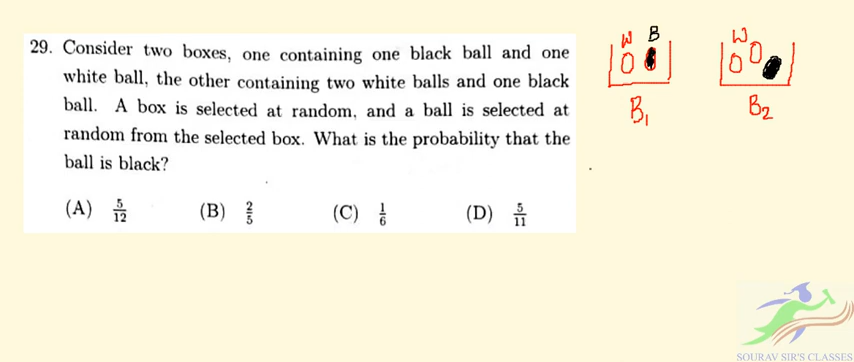 29. Consider two boxes, one containing one black ball and one
white ball, the other containing two white balls and one black
ball. A box is selected at random, and a ball is selected at
random from the selected box. What is the probability that the
ball is black?
(A) 5/12 (B) 2/5 (C) 1/6 (D) 5/11
W B
B1
W
B2
SOURAV SIR'S CLASSES